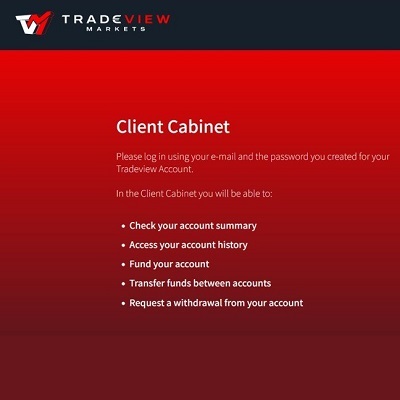 TRADEVIEW
MARKETS
Client Cabinet
Please log in using your e-mail and the password you created for your
Tradeview Account.
In the Client Cabinet you will be able to:
• Check your account summary
• Access your account history
• Fund your account
• Transfer funds between accounts
• Request a withdrawal from your account